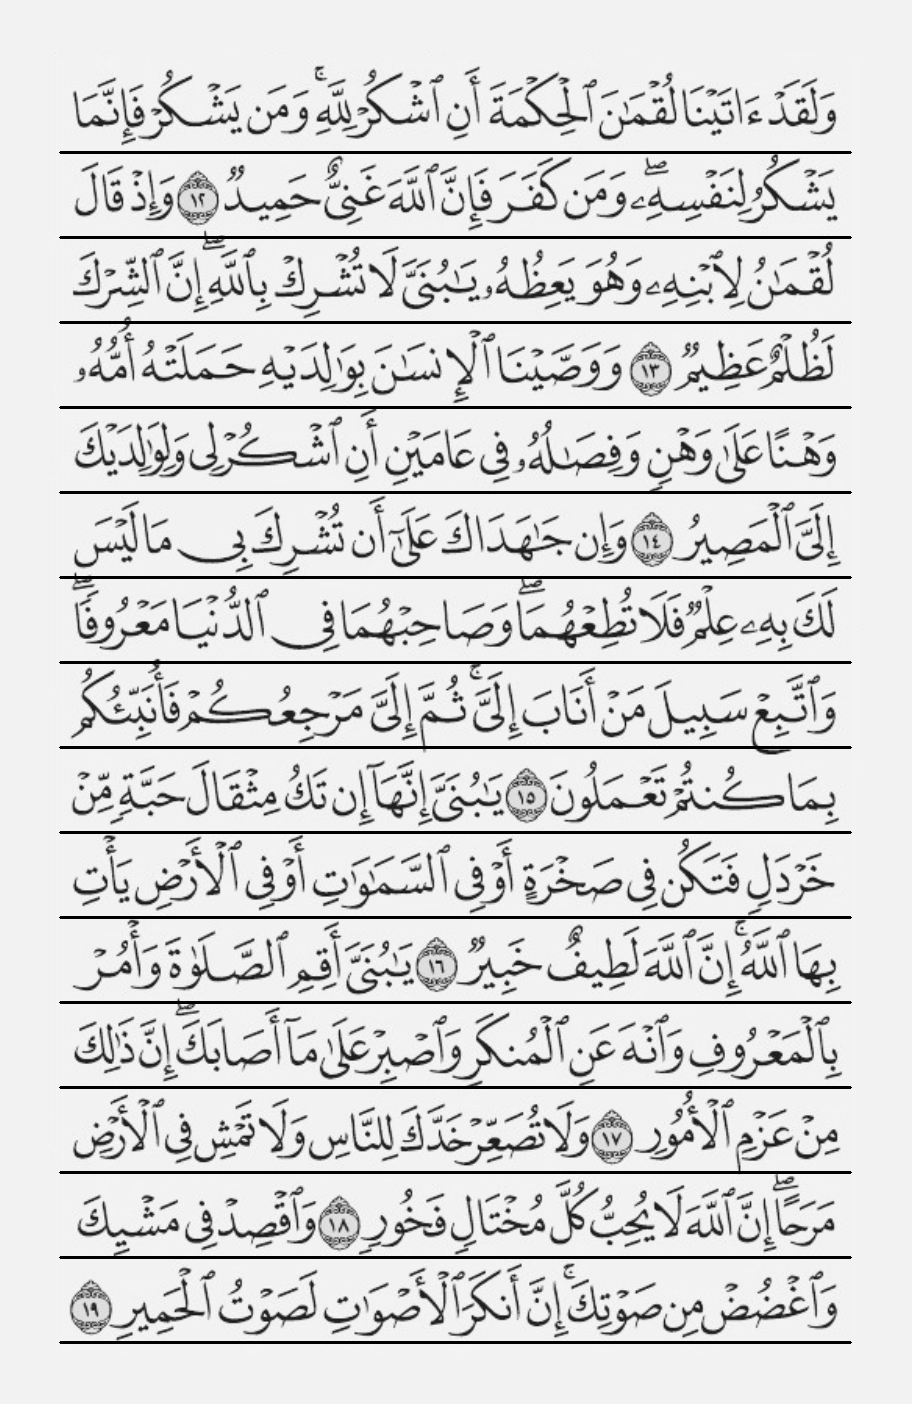 وَلَقَدْ ءَاتَيْنَا لُقْمَٰنَ ٱلْحِكْمَةَ أَنِ ٱشْكُرْ لِلَّهِ ۚ وَمَن يَشْكُرْ فَإِنَّمَا
يَشْكُرُ لِنَفْسِهِۦ ۖ وَمَن كَفَرَ فَإِنَّ ٱللَّهَ غَنِىٌّ حَمِيدٌ ١٢ وَإِذْ قَالَ
لُقْمَٰنُ لِٱبْنِهِۦ وَهُوَ يَعِظُهُۥ يَٰبُنَىَّ لَا تُشْرِكْ بِٱللَّهِ ۖ إِنَّ ٱلشِّرْكَ
لَظُلْمٌ عَظِيمٌ ١٣ وَوَصَّيْنَا ٱلْإِنسَٰنَ بِوَٰلِدَيْهِ حَمَلَتْهُ أُمُّهُۥ
وَهْنًا عَلَىٰ وَهْنٍ وَفِصَٰلُهُۥ فِى عَامَيْنِ أَنِ ٱشْكُرْ لِى وَلِوَٰلِدَيْكَ
إِلَىَّ ٱلْمَصِيرُ ١٤ وَإِن جَٰهَدَاكَ عَلَىٰٓ أَن تُشْرِكَ بِى مَا لَيْسَ
لَكَ بِهِۦ عِلْمٌ فَلَا تُطِعْهُمَا ۖ وَصَاحِبْهُمَا فِى ٱلدُّنْيَا مَعْرُوفًا ۖ
وَٱتَّبِعْ سَبِيلَ مَنْ أَنَابَ إِلَىَّ ۚ ثُمَّ إِلَىَّ مَرْجِعُكُمْ فَأُنَبِّئُكُم
بِمَا كُنتُمْ تَعْمَلُونَ ١٥ يَٰبُنَىَّ إِنَّهَآ إِن تَكُ مِثْقَالَ حَبَّةٍ مِّنْ
خَرْدَلٍ فَتَكُن فِى صَخْرَةٍ أَوْ فِى ٱلسَّمَٰوَٰتِ أَوْ فِى ٱلْأَرْضِ يَأْتِ
بِهَا ٱللَّهُ ۚ إِنَّ ٱللَّهَ لَطِيفٌ خَبِيرٌ ١٦ يَٰبُنَىَّ أَقِمِ ٱلصَّلَوٰةَ وَأْمُرْ
بِٱلْمَعْرُوفِ وَٱنْهَ عَنِ ٱلْمُنكَرِ وَٱصْبِرْ عَلَىٰ مَآ أَصَابَكَ ۖ إِنَّ ذَٰلِكَ
مِنْ عَزْمِ ٱلْأُمُورِ ١٧ وَلَا تُصَعِّرْ خَدَّكَ لِلنَّاسِ وَلَا تَمْشِ فِى ٱلْأَرْضِ
مَرَحًا ۖ إِنَّ ٱللَّهَ لَا يُحِبُّ كُلَّ مُخْتَالٍ فَخُورٍ ١٨ وَٱقْصِدْ فِى مَشْيِكَ
وَٱغْضُضْ مِن صَوْتِكَ ۚ إِنَّ أَنكَرَ ٱلْأَصْوَٰتِ لَصَوْتُ ٱلْحَمِيرِ ١٩